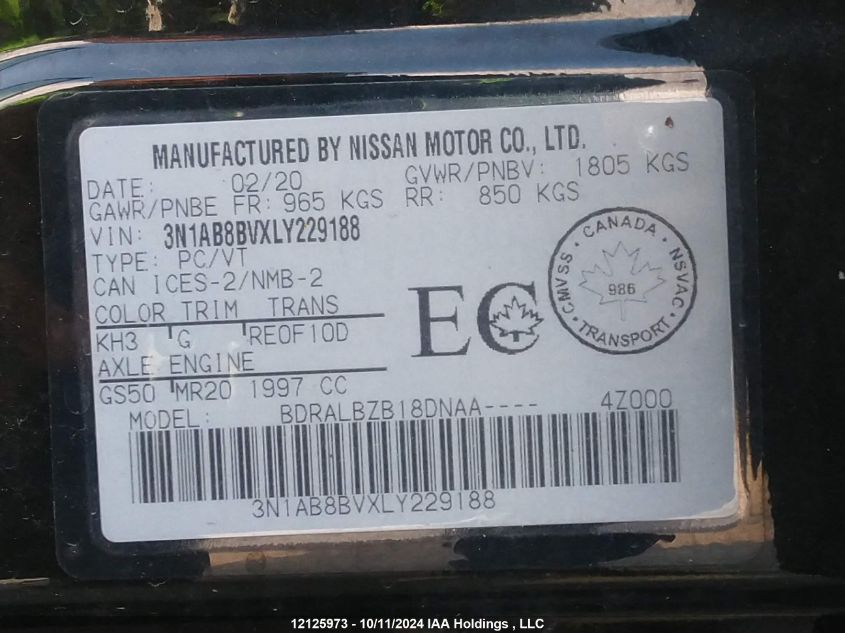 MANUFACTURED BY NISSAN MOTOR CO., LTD.
DATE: 02/20 GVWR/PNBV: 1805 KGS
GAWR/PNBE FR: 965 KGS RR: 850 KGS
VIN: 3N1AB8BVXLY229188
TYPE: PC/VT
CAN ICES-2/NMB-2
COLOR TRIM TRANS
KH3 G RE0F10D
AXLE ENGINE
GS50 MR20 1997 CC
EC
CANADA
CMVSS · NSVAC
986
TRANSPORT
MODEL: BDRALBZB18DNAA---- 4Z000
3N1AB8BVXLY229188
12125973 - 10/11/2024 IAA Holdings , LLC